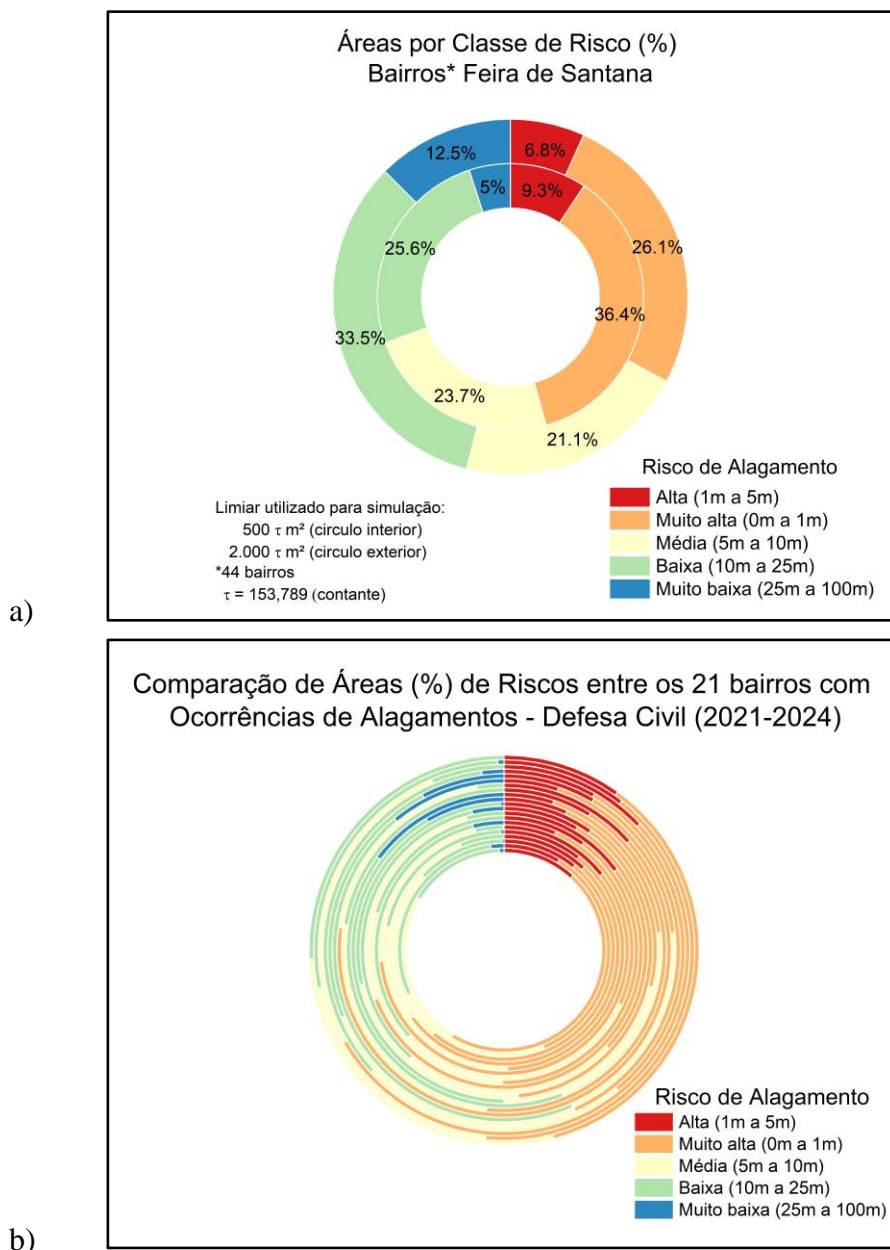 Áreas por Classe de Risco (%)
Bairros* Feira de Santana
12.5%
6.8%
5%
9.3%
25.6%
26.1%
36.4%
33.5%
23.7%
21.1%
Limiar utilizado para simulação:
500 τ m² (circulo interior)
2.000 τ m² (circulo exterior)
*44 bairros
τ = 153,789 (contante)
Risco de Alagamento
Alta (1m a 5m)
Muito alta (0m a 1m)
Média (5m a 10m)
Baixa (10m a 25m)
Muito baixa (25m a 100m)
a)
Comparação de Áreas (%) de Riscos entre os 21 bairros com
Ocorrências de Alagamentos - Defesa Civil (2021-2024)
Risco de Alagamento
Alta (1m a 5m)
Muito alta (0m a 1m)
Média (5m a 10m)
Baixa (10m a 25m)
Muito baixa (25m a 100m)
b)